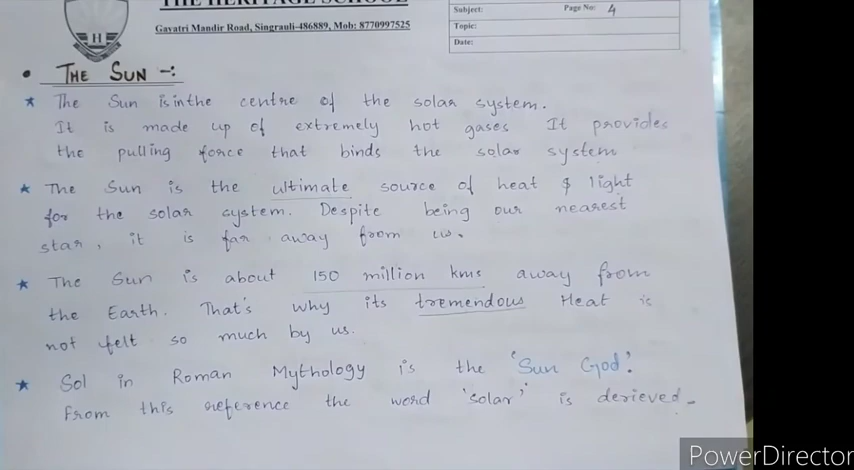 THE HERITAGE SCHOOL
Gayatri Mandir Road, Singrauli-486889, Mob: 8770997525
H
Subject:
Page No: 4
Topic:
Date:
• THE SUN -:
★ The Sun is in the centre of the solar system.
It is made up of extremely hot gases It provides
the pulling force that binds the solar system
★ The Sun is the ultimate source of heat & light
for the solar system. Despite being our nearest
star, it is far away from us.
★ The Sun is about 150 million kms away from
the Earth. That's why its tremendous Heat is
not felt so much by us.
★ Sol in Roman Mythology is the 'Sun God'.
From this reference the word 'solar' is derieved.
PowerDirector